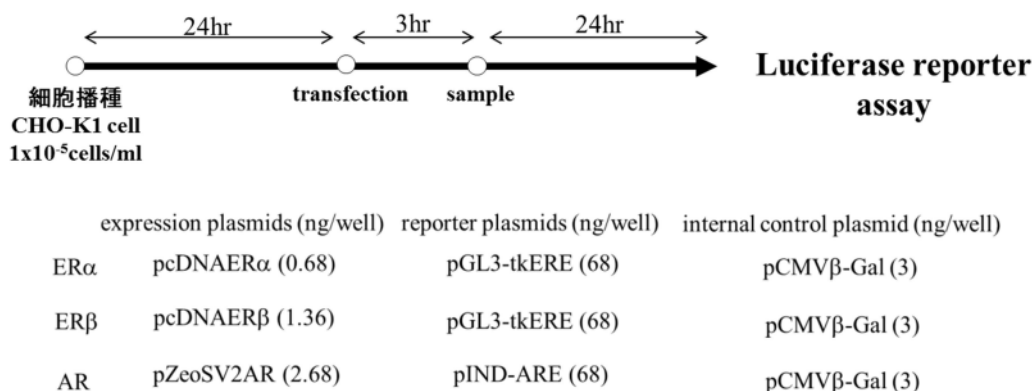 24hr 3hr 24hr
Luciferase reporter
assay
transfection sample
細胞播種
CHO-K1 cell
1x10-5cells/ml
expression plasmids (ng/well) reporter plasmids (ng/well) internal control plasmid (ng/well)
ERα pcDNAERα (0.68) pGL3-tkERE (68) pCMVβ-Gal (3)
ERβ pcDNAERβ (1.36) pGL3-tkERE (68) pCMVβ-Gal (3)
AR pZeoSV2AR (2.68) pIND-ARE (68) pCMVβ-Gal (3)